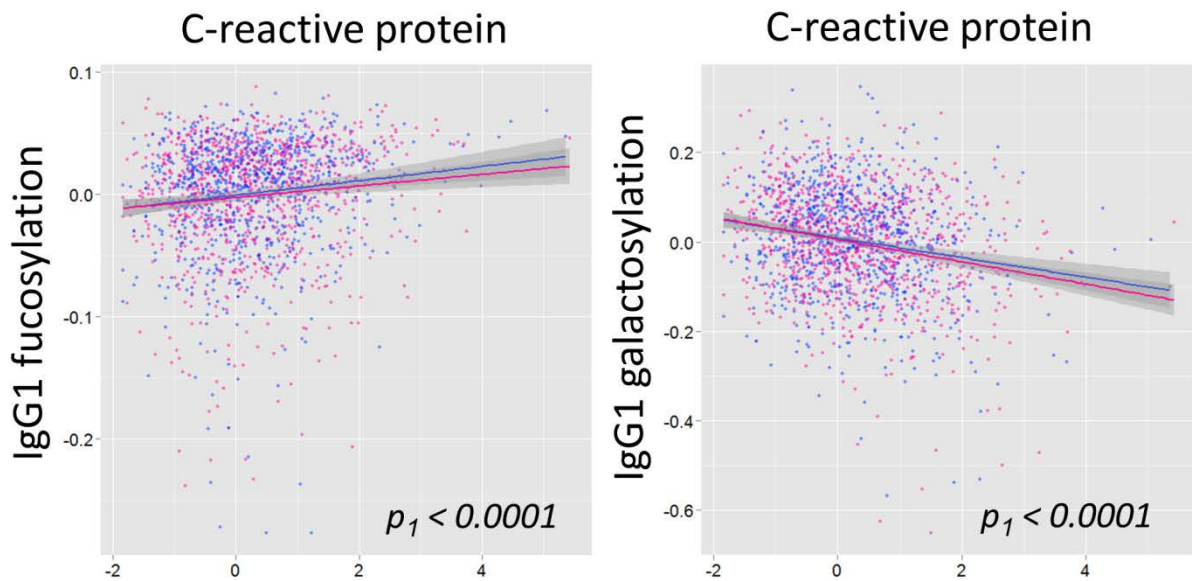 C-reactive protein
IgG1 fucosylation
0.1
0.0
-0.1
-0.2
p1 < 0.0001
-2 0 2 4
C-reactive protein
IgG1 galactosylation
0.2
0.0
-0.2
-0.4
-0.6
p1 < 0.0001
-2 0 2 4